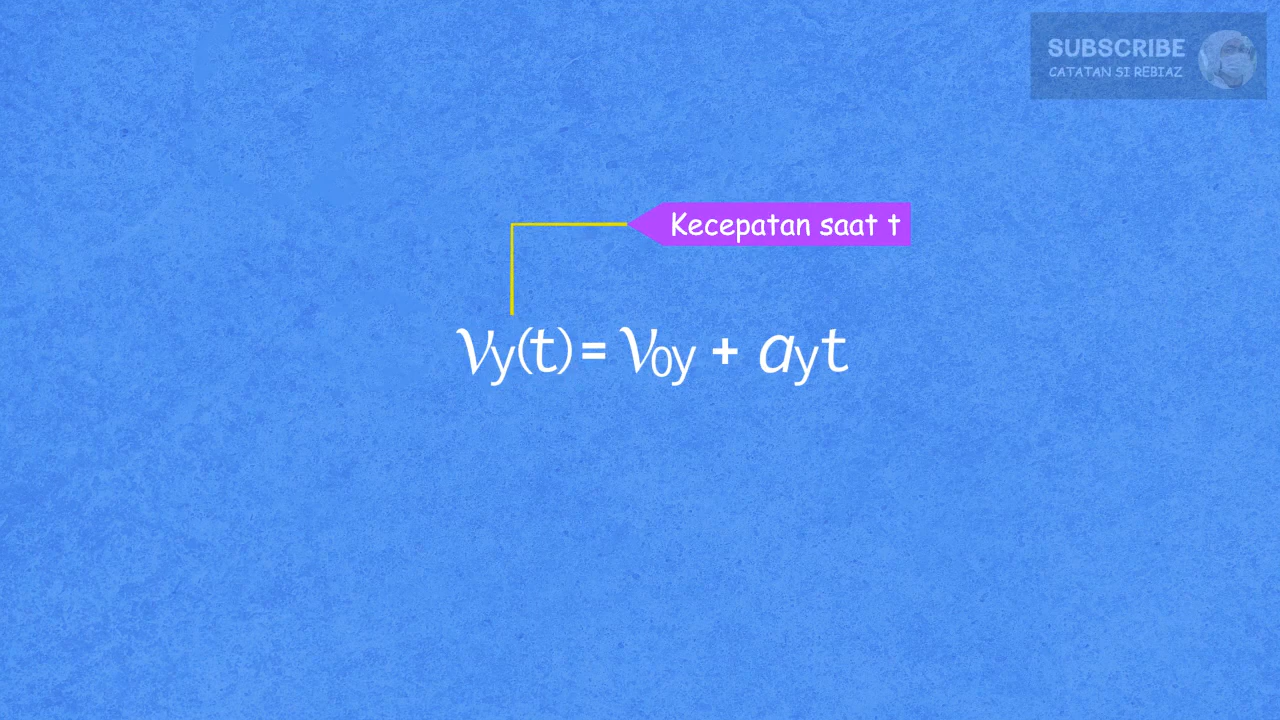 SUBSCRIBE
CATATAN SI REBIAZ
Kecepatan saat t
Vy(t) = V0y + ayt